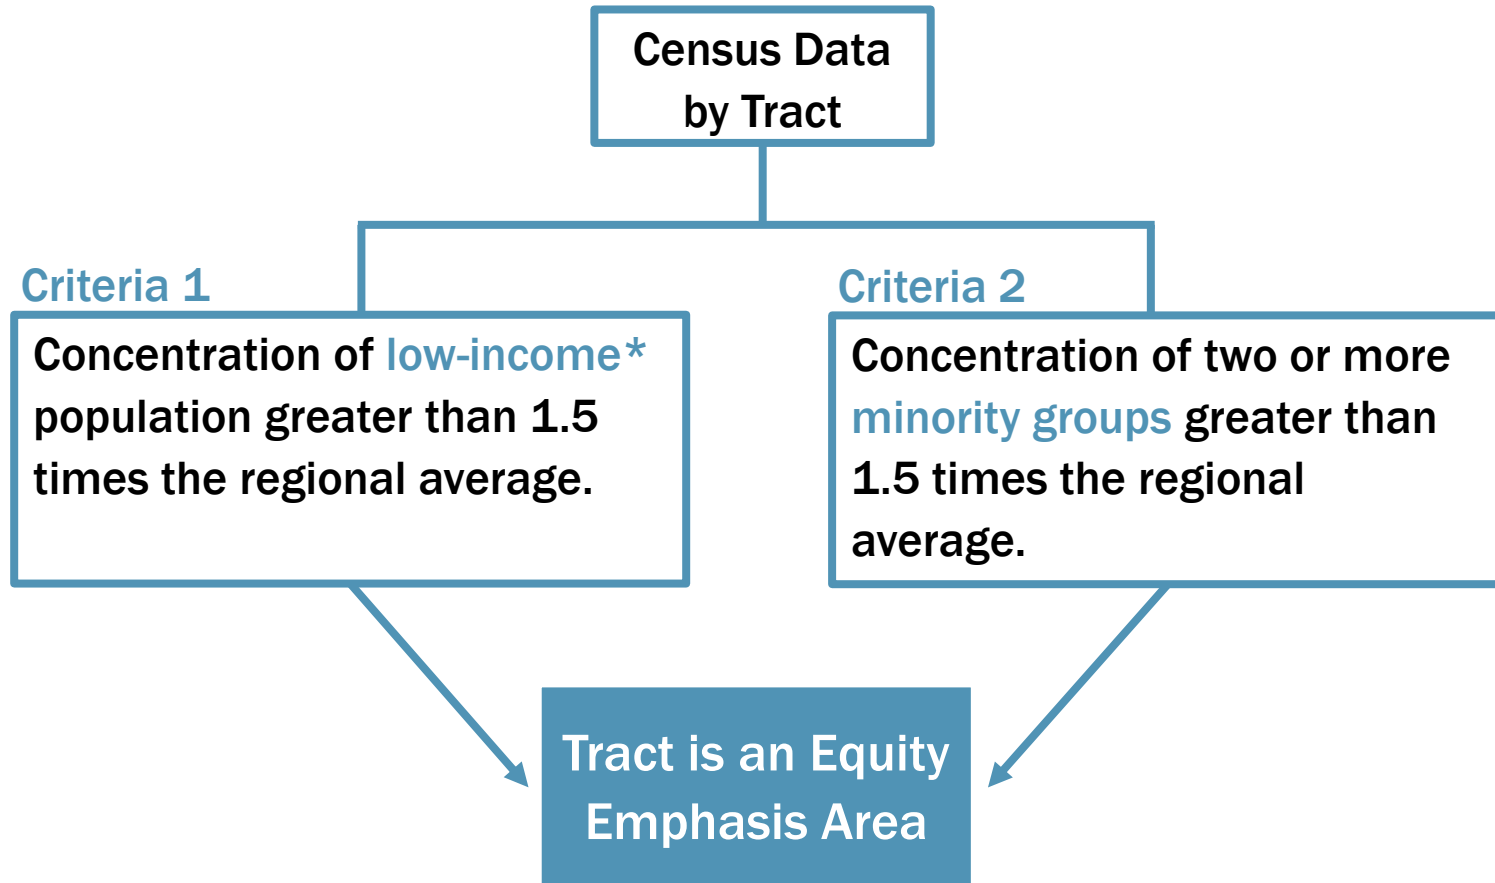 Census Data
by Tract
Criteria 1
Concentration of low-income*
population greater than 1.5
times the regional average.
Criteria 2
Concentration of two or more
minority groups greater than
1.5 times the regional
average.
Tract is an Equity
Emphasis Area